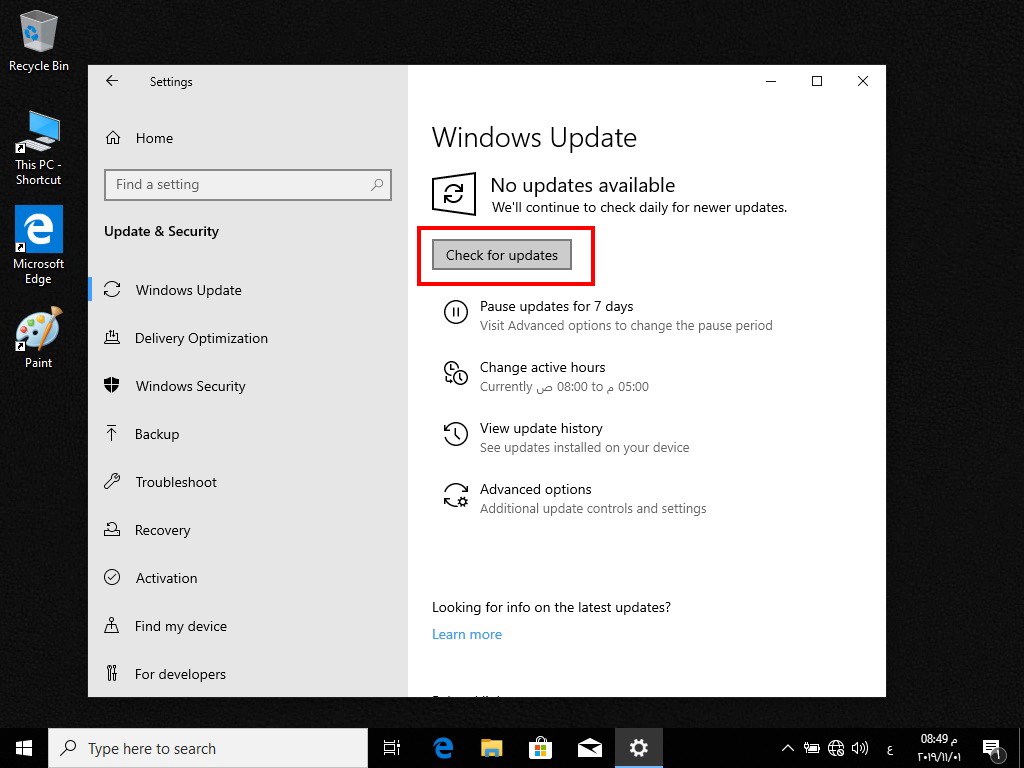 Recycle Bin
This PC -
Shortcut
Microsoft
Edge
Paint
Settings
Home
Find a setting
Update & Security
Windows Update
Delivery Optimization
Windows Security
Backup
Troubleshoot
Recovery
Activation
Find my device
For developers
Windows Update
No updates available
We'll continue to check daily for newer updates.
Check for updates
Pause updates for 7 days
Visit Advanced options to change the pause period
Change active hours
Currently ص 08:00 to م 05:00
View update history
See updates installed on your device
Advanced options
Additional update controls and settings
Looking for info on the latest updates?
Learn more
Type here to search
ع
م 08:49
٢٠١٩/١١/٠١
1